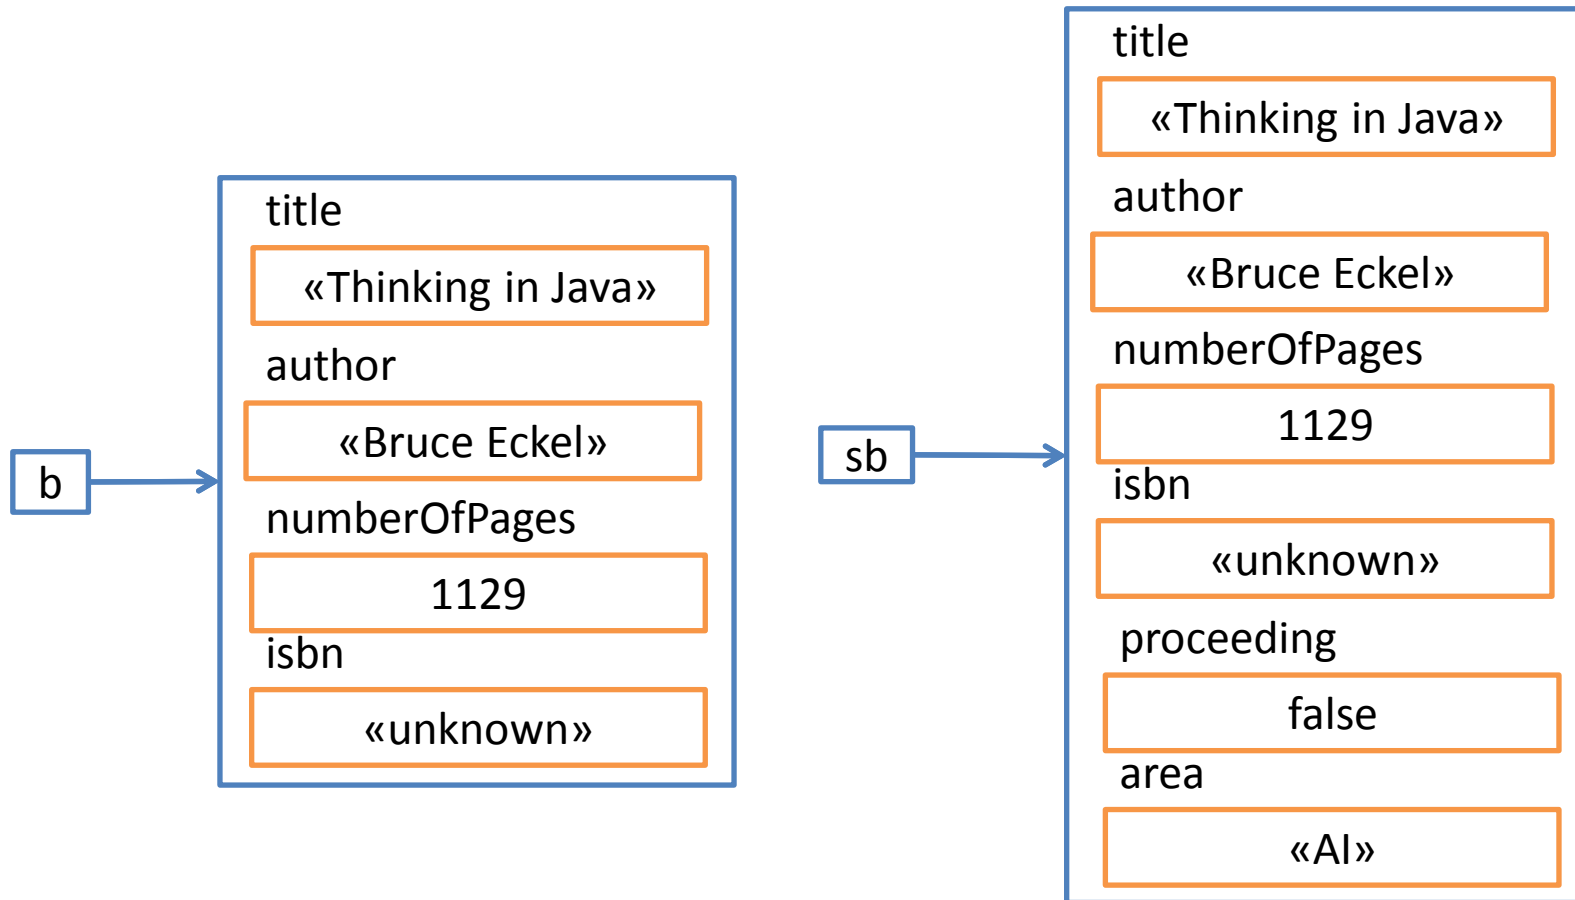 b
title
«Thinking in Java»
author
«Bruce Eckel»
numberOfPages
1129
isbn
«unknown»
sb
title
«Thinking in Java»
author
«Bruce Eckel»
numberOfPages
1129
isbn
«unknown»
proceeding
false
area
«AI»